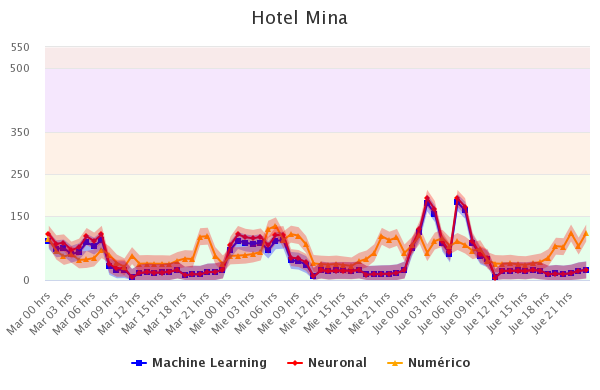 Hotel Mina
550
500
350
250
150
0
Mar 00 hrs
Mar 03 hrs
Mar 06 hrs
Mar 09 hrs
Mar 12 hrs
Mar 15 hrs
Mar 18 hrs
Mar 21 hrs
Mie 00 hrs
Mie 03 hrs
Mie 06 hrs
Mie 09 hrs
Mie 12 hrs
Mie 15 hrs
Mie 18 hrs
Mie 21 hrs
Jue 00 hrs
Jue 03 hrs
Jue 06 hrs
Jue 09 hrs
Jue 12 hrs
Jue 15 hrs
Jue 18 hrs
Jue 21 hrs
Machine Learning Neuronal Numérico